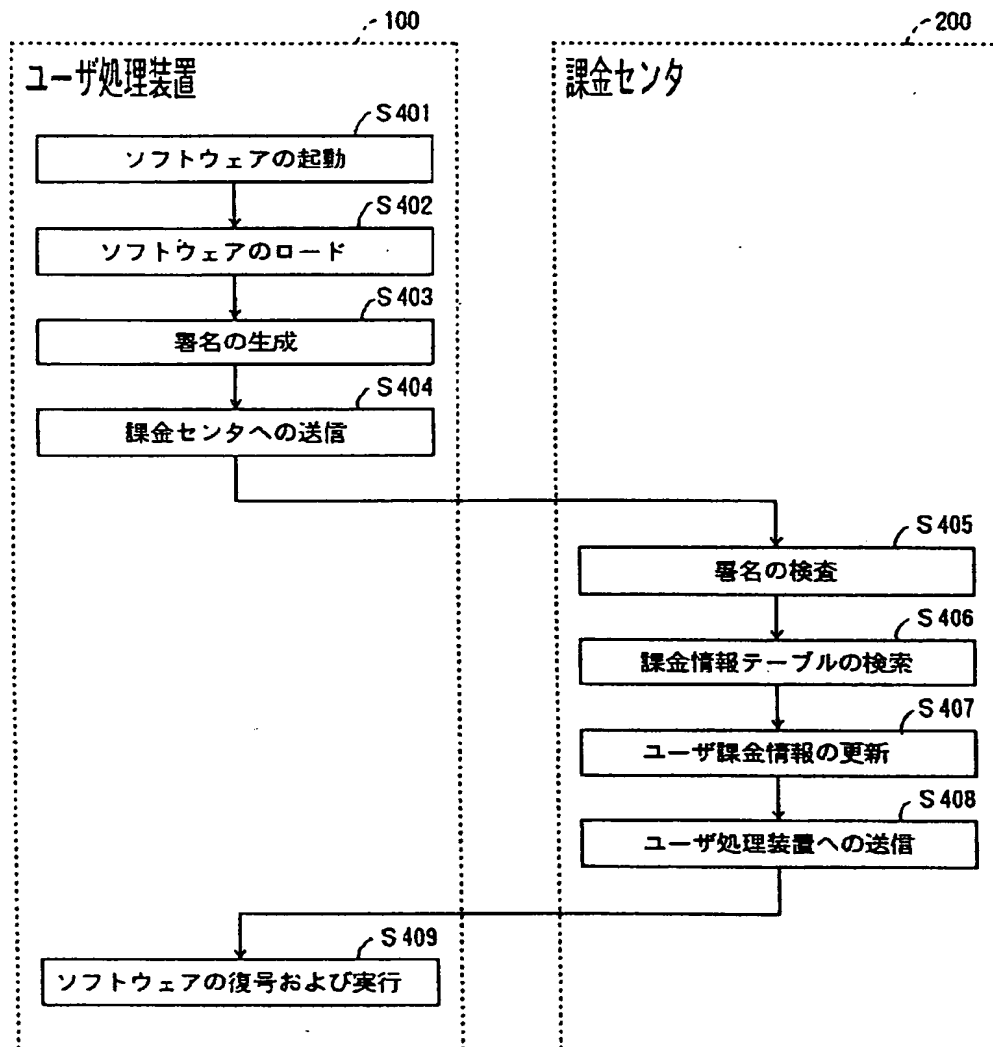 100
ユーザ処理装置
S401
ソフトウェアの起動
S402
ソフトウェアのロード
S403
署名の生成
S404
課金センタへの送信
200
課金センタ
S405
署名の検査
S406
課金情報テーブルの検索
S407
ユーザ課金情報の更新
S408
ユーザ処理装置への送信
S409
ソフトウェアの復号および実行